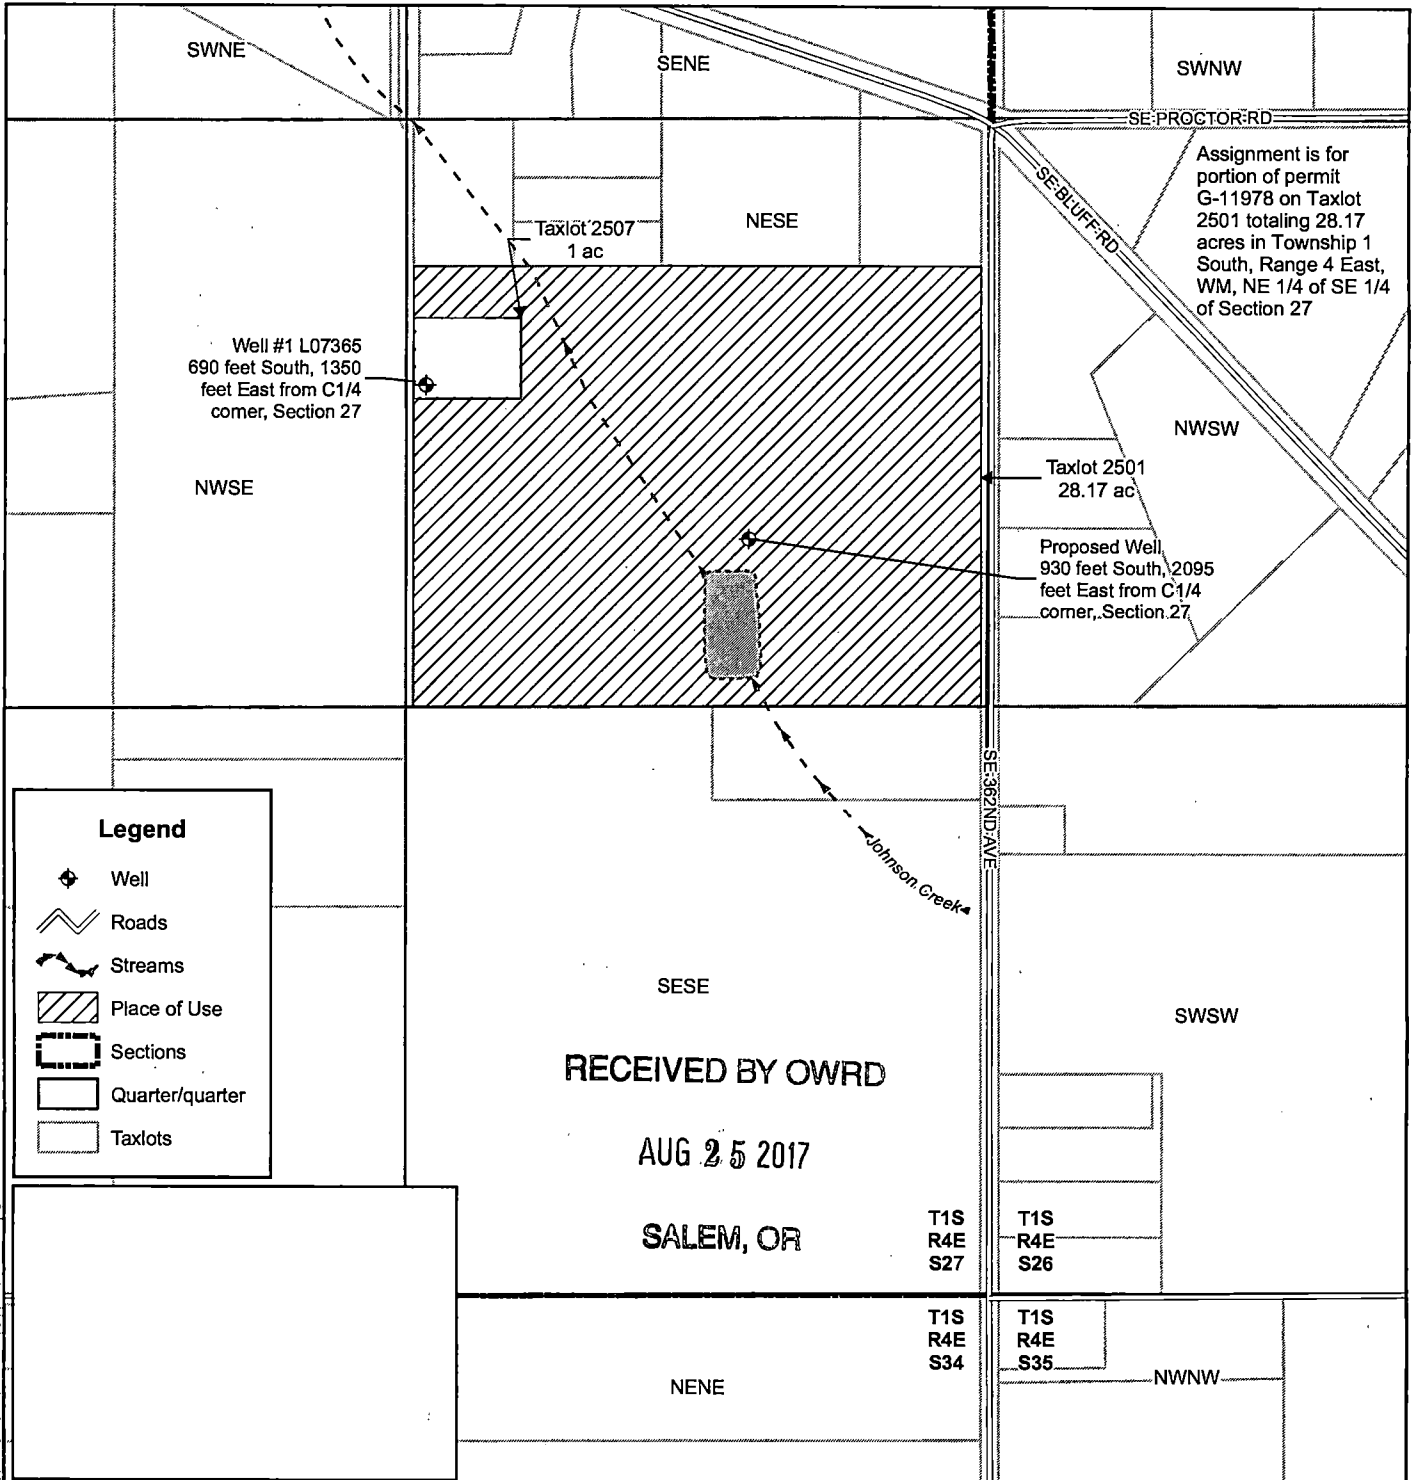 SWNE
SENE
SWNW
SE PROCTOR RD
Assignment is for
portion of permit
G-11978 on Taxlot
2501 totaling 28.17
acres in Township 1
South, Range 4 East,
WM, NE 1/4 of SE 1/4
of Section 27
SE BLUFF RD
Taxlot 2507
1 ac
NESE
Well #1 L07365
690 feet South, 1350
feet East from C1/4
corner, Section 27
NWSE
NWSW
Taxlot 2501
28.17 ac
Proposed Well
930 feet South, 2095
feet East from C1/4
corner, Section 27
SE 362ND AVE
Johnson Creek
Legend
Well
Roads
Streams
Place of Use
Sections
Quarter/quarter
Taxlots
SESE
SWSW
RECEIVED BY OWRD
AUG 25 2017
SALEM, OR
T1S
R4E
S27
T1S
R4E
S26
T1S
R4E
S34
T1S
R4E
S35
NENE
NWNW